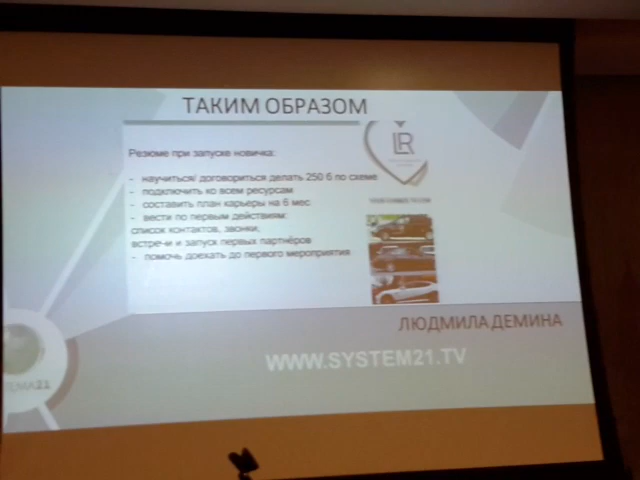 ТАКИМ ОБРАЗОМ
Резюме при запуске новичка:
- научиться/ договориться делать 250 б по схеме
- подключить ко всем ресурсам
- составить план карьеры на 6 мес
- вести по первым действиям:
список контактов, звонки,
встречи и запуск первых партнёров
- помочь доехать до первого мероприятия
LR
ЛЮДМИЛА ДЕМИНА
WWW.SYSTEM21.TV
ТЕМА21